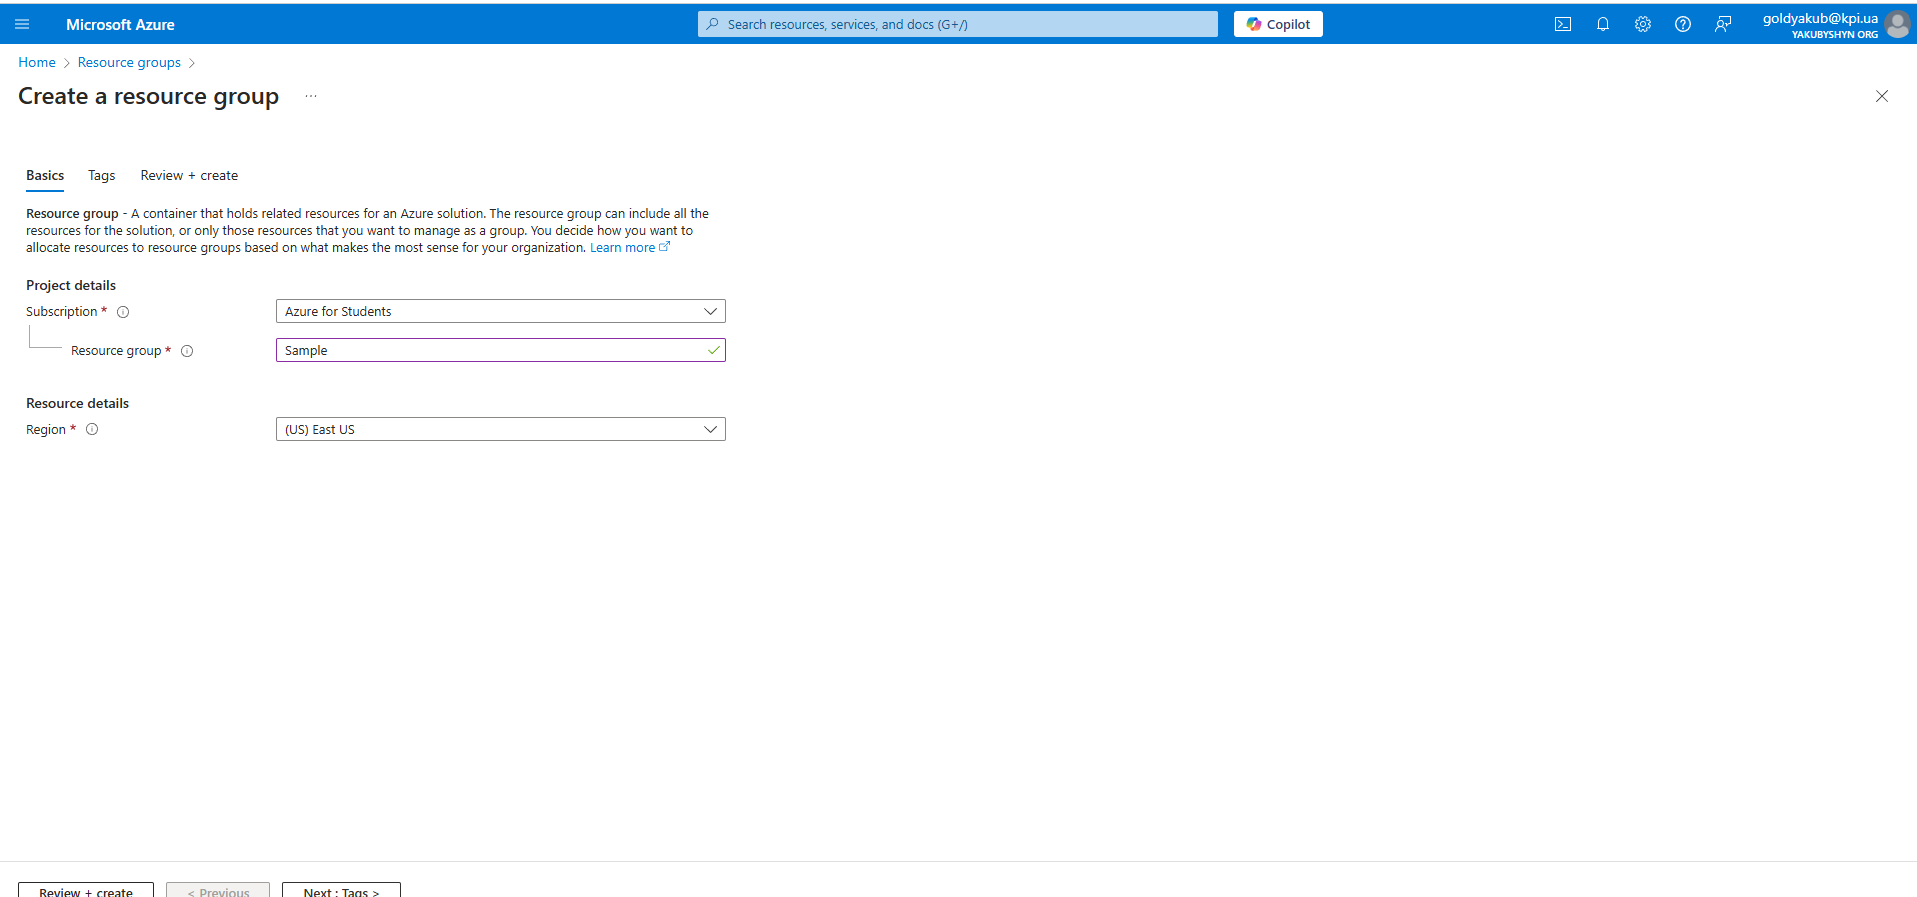 Microsoft Azure
Search resources, services, and docs (G+/)
Copilot
goldyakub@kpi.ua
YAKUBYSHYN ORG
Home > Resource groups >
Create a resource group ...
Basics Tags Review + create
Resource group - A container that holds related resources for an Azure solution. The resource group can include all the
resources for the solution, or only those resources that you want to manage as a group. You decide how you want to
allocate resources to resource groups based on what makes the most sense for your organization. Learn more
Project details
Subscription * Azure for Students
Resource group * Sample
Resource details
Region * (US) East US
Review + create < Previous Next : Tags >